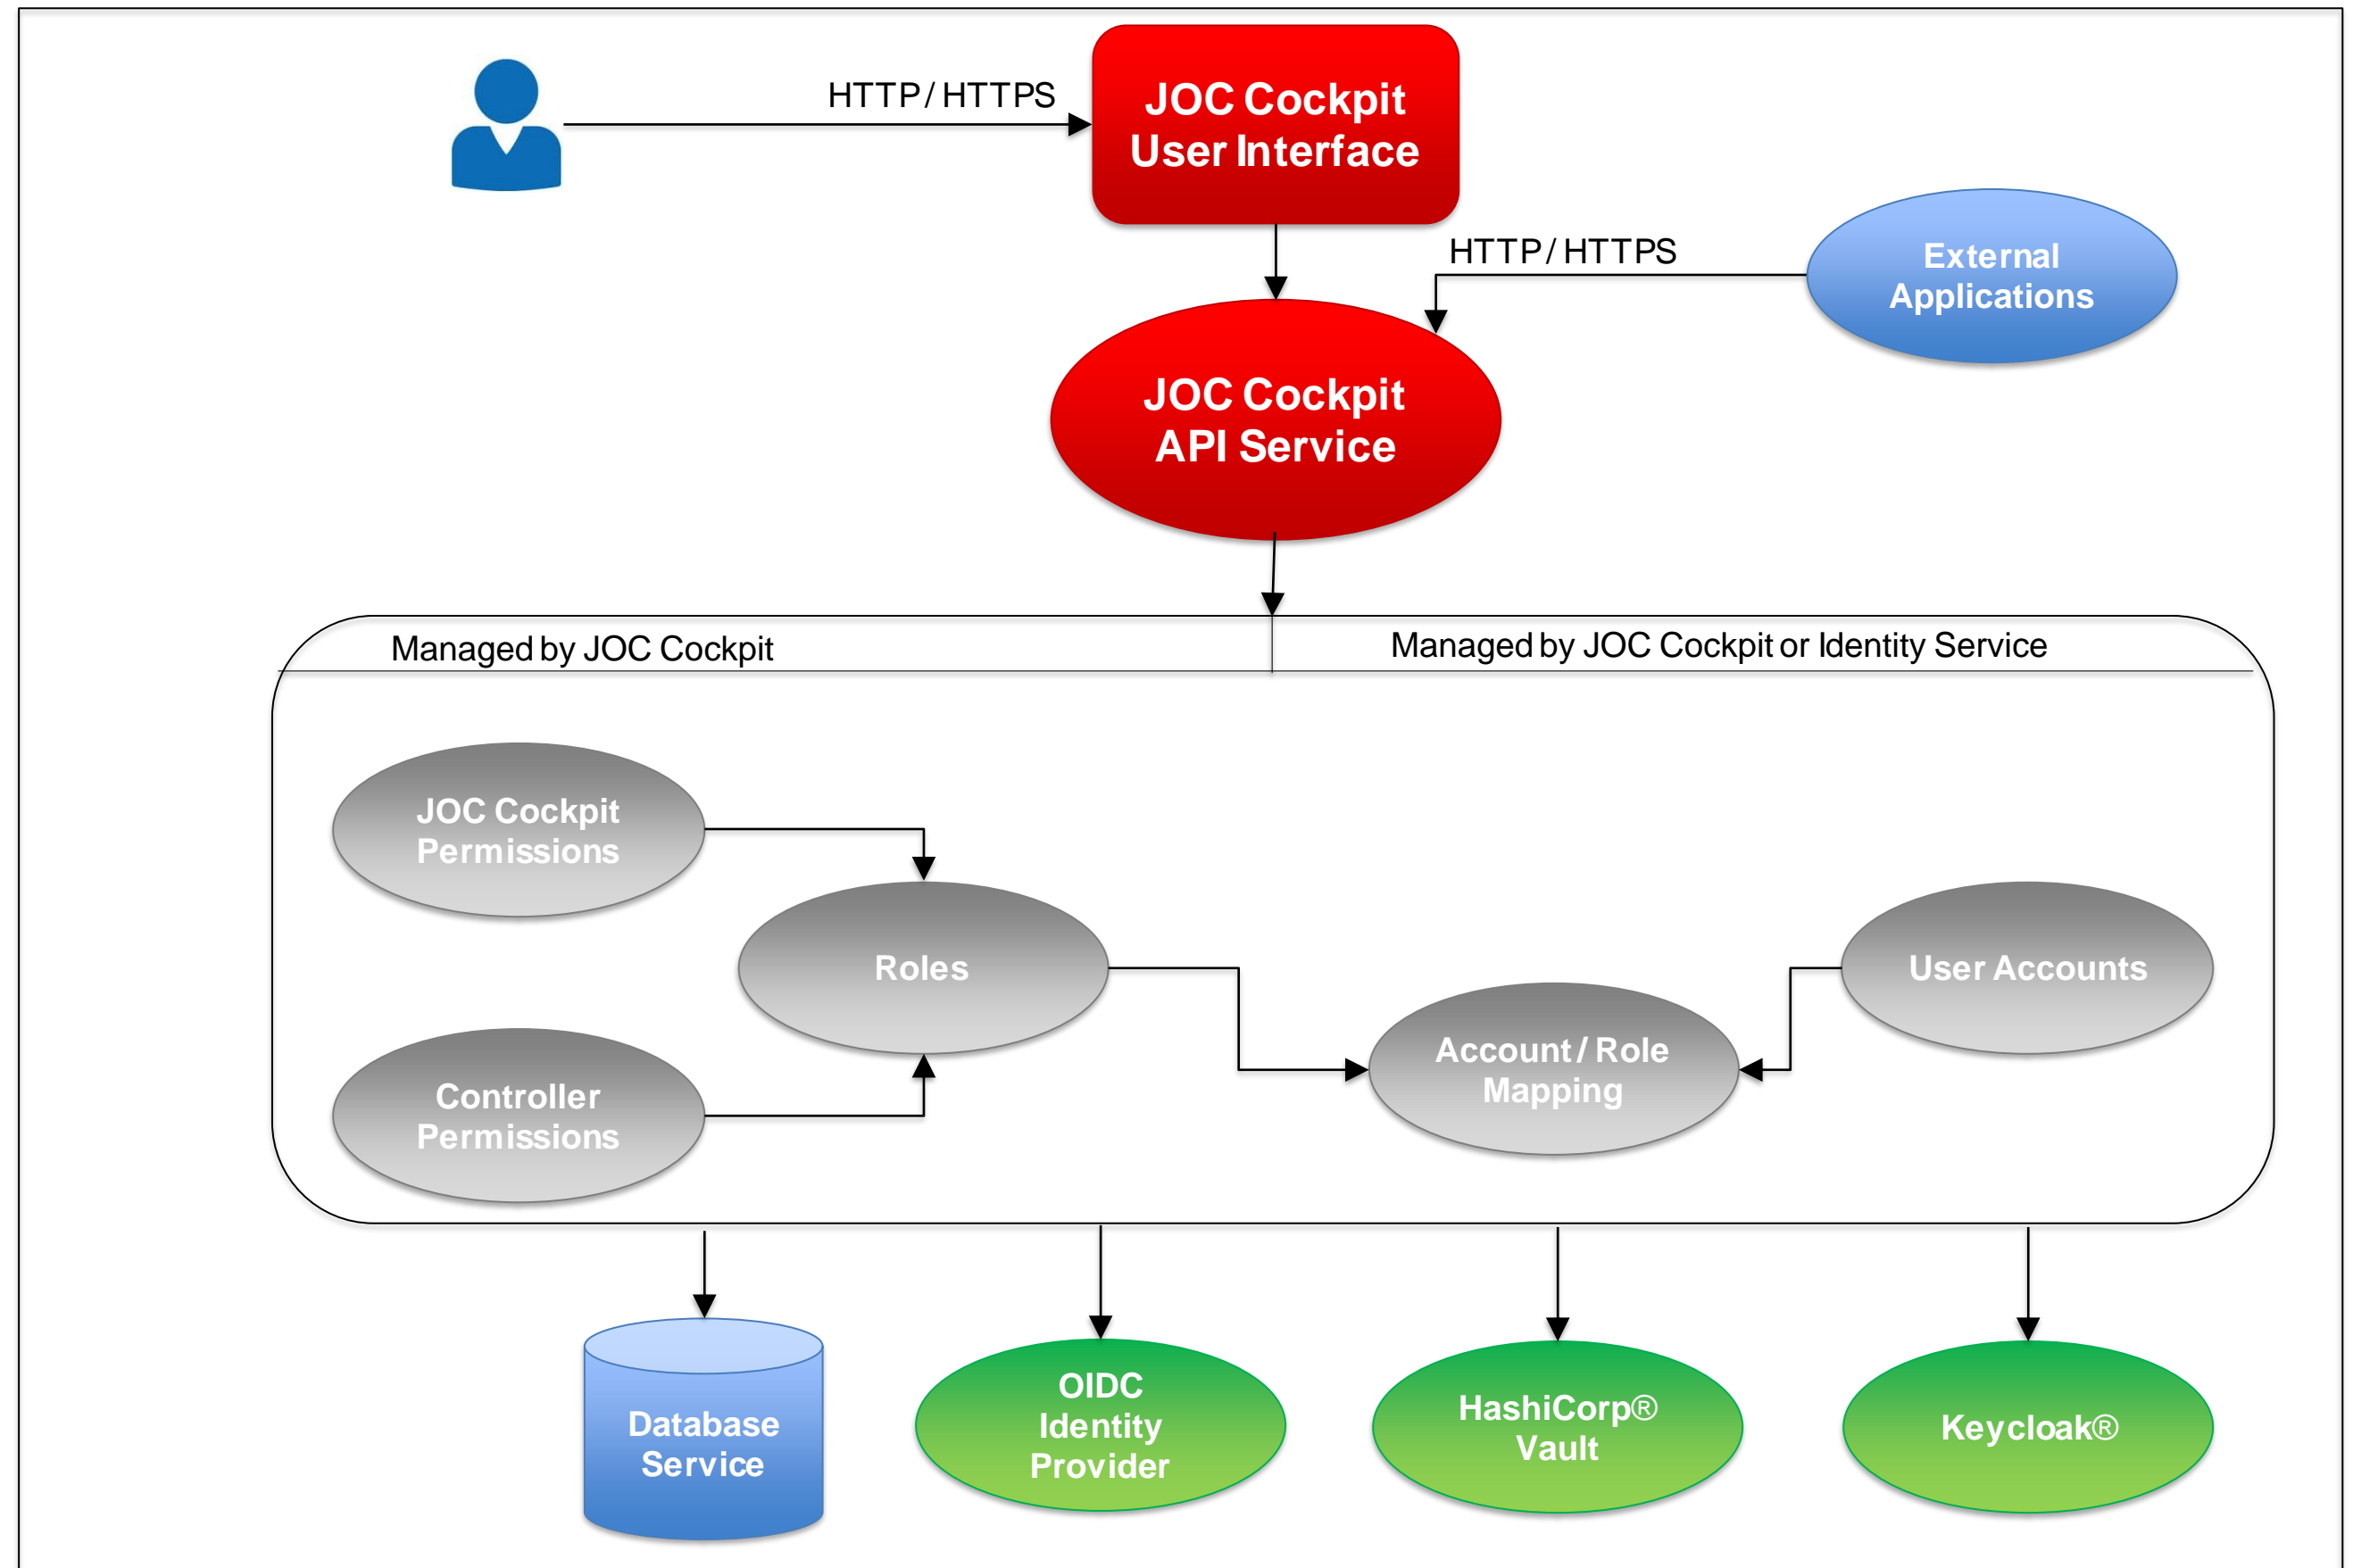 HTTP / HTTPS
JOC Cockpit
User Interface
HTTP / HTTPS
External
Applications
JOC Cockpit
API Service
Managed by JOC Cockpit
Managed by JOC Cockpit or Identity Service
JOC Cockpit
Permissions
Roles
User Accounts
Account / Role
Mapping
Controller
Permissions
Database
Service
OIDC
Identity
Provider
HashiCorp®
Vault
Keycloak®